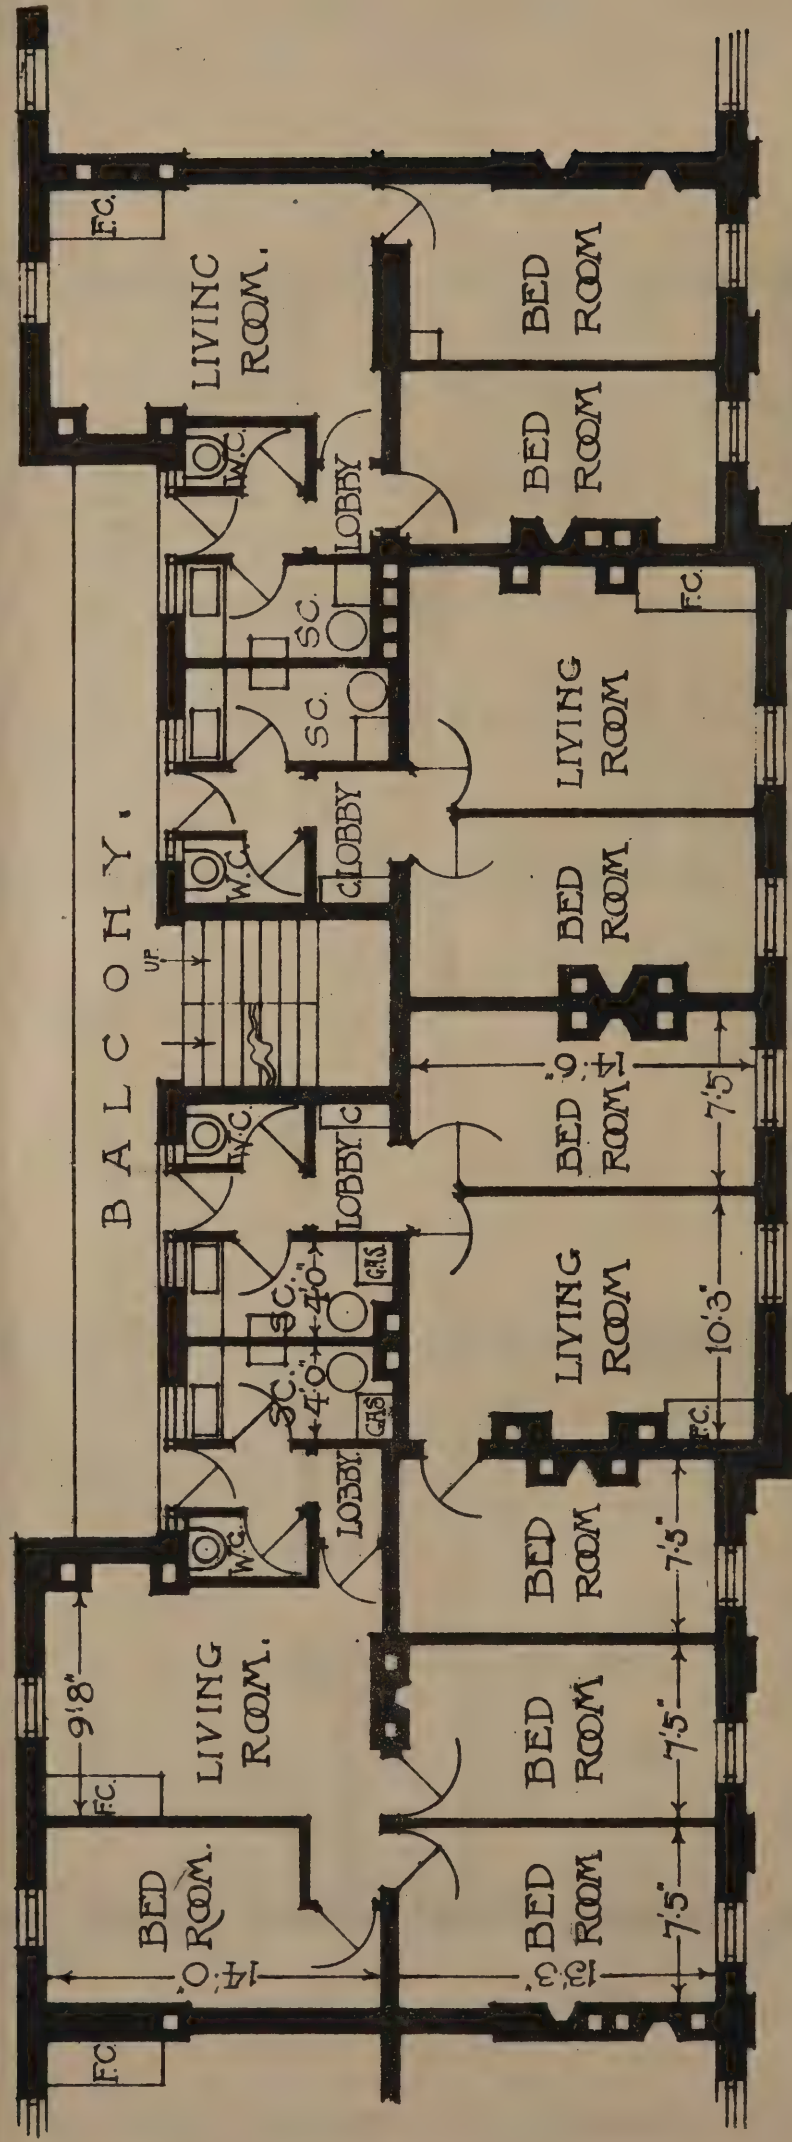 BALCONY.
UP.
F.C.
BED
ROOM.
14'.0"
F.C.
9'.8"
LIVING
ROOM.
W.C.
LOBBY
SC.
4'.0"
GAS
SC.
4'.0"
GAS
W.C.
LOBBY
C
W.C.
C.
LOBBY
SC.
SC.
W.C.
LOBBY
LIVING
ROOM.
F.C.
BED
ROOM
13'.3"
7'.5"
BED
ROOM
7'.5"
BED
ROOM
7'.5"
LIVING
ROOM
F.C.
10'.3"
BED
ROOM
14'.0"
7'.5
BED
ROOM.
LIVING
ROOM
F.C.
BED
ROOM
BED
ROOM